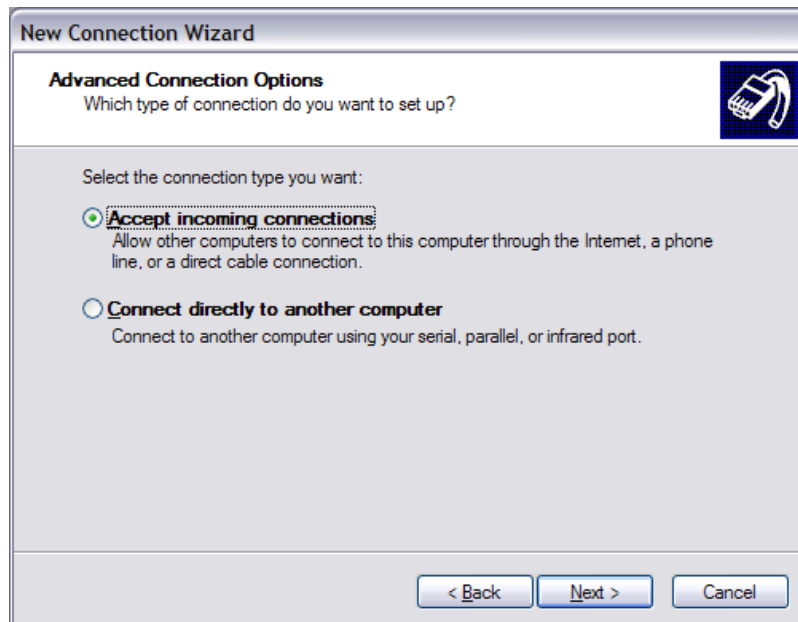 New Connection Wizard
Advanced Connection Options
Which type of connection do you want to set up?
Select the connection type you want:
Accept incoming connections
Allow other computers to connect to this computer through the Internet, a phone
line, or a direct cable connection.
Connect directly to another computer
Connect to another computer using your serial, parallel, or infrared port.
< Back Next > Cancel